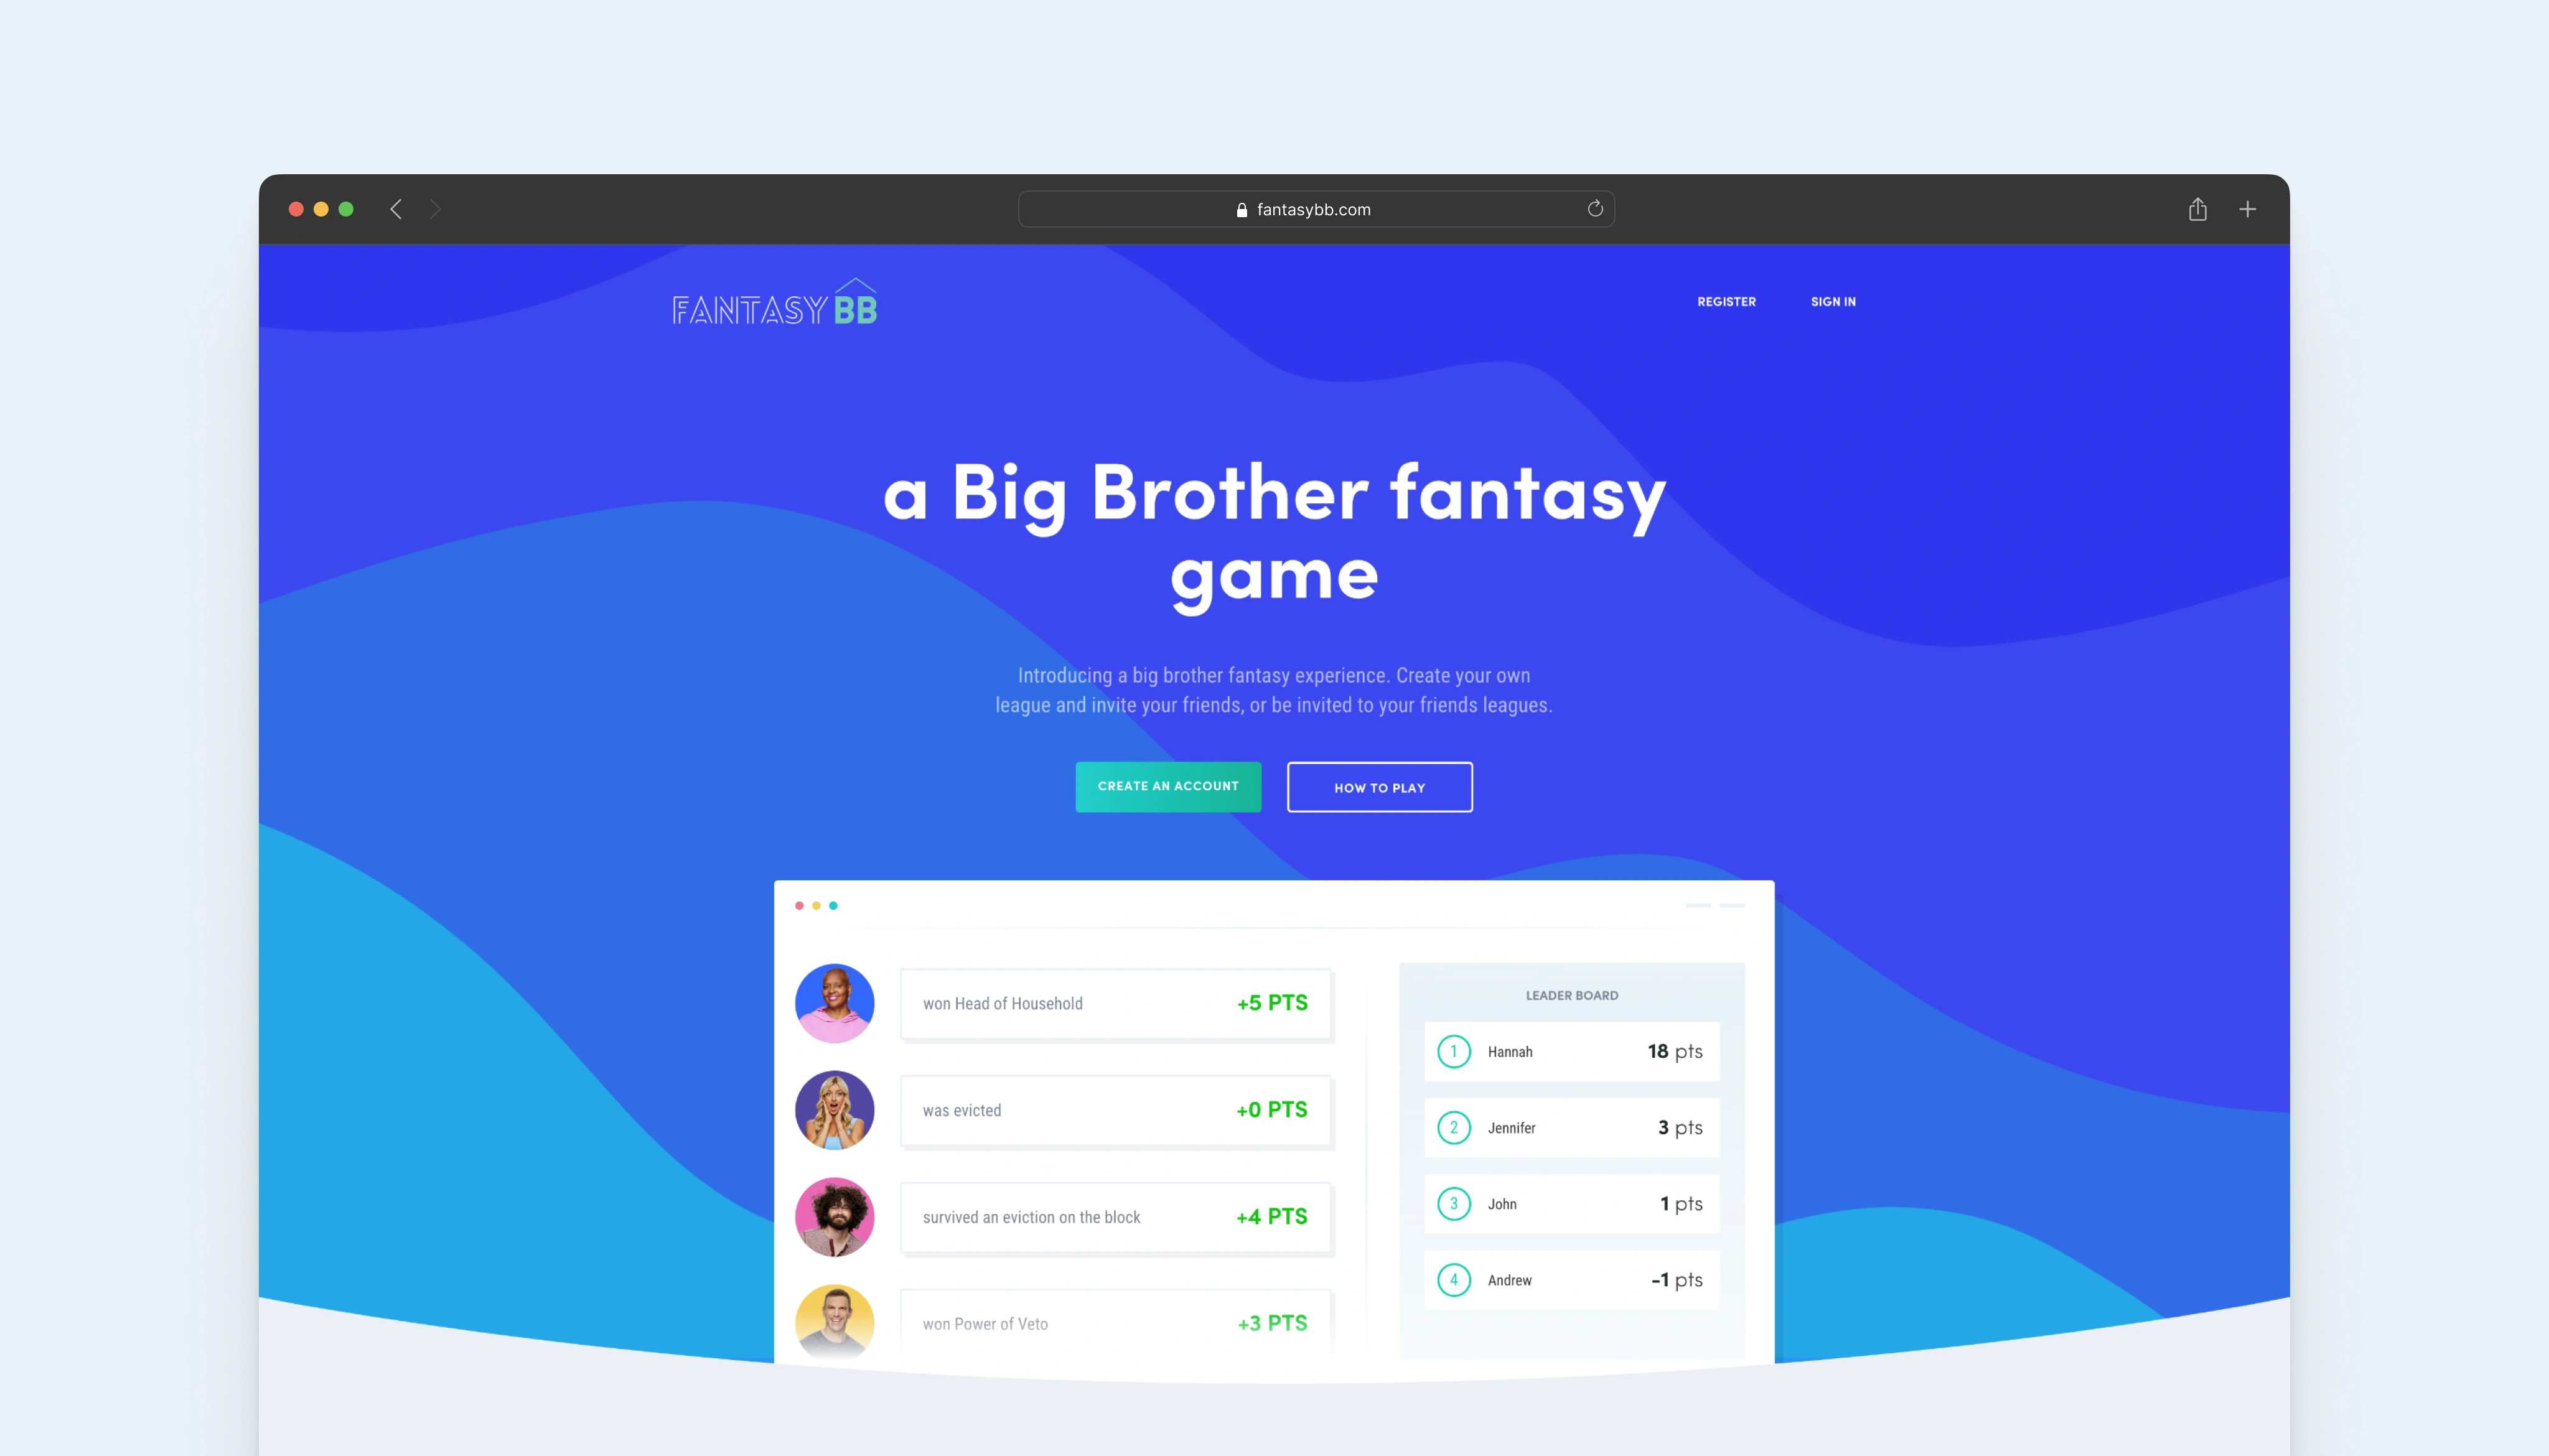 fantasybb.com
FANTASY BB
REGISTER
SIGN IN
a Big Brother fantasy
game
Introducing a big brother fantasy experience. Create your own
league and invite your friends, or be invited to your friends leagues.
CREATE AN ACCOUNT
HOW TO PLAY
won Head of Household +5 PTS
was evicted +0 PTS
survived an eviction on the block +4 PTS
won Power of Veto +3 PTS
LEADER BOARD
1 Hannah 18 pts
2 Jennifer 3 pts
3 John 1 pts
4 Andrew -1 pts